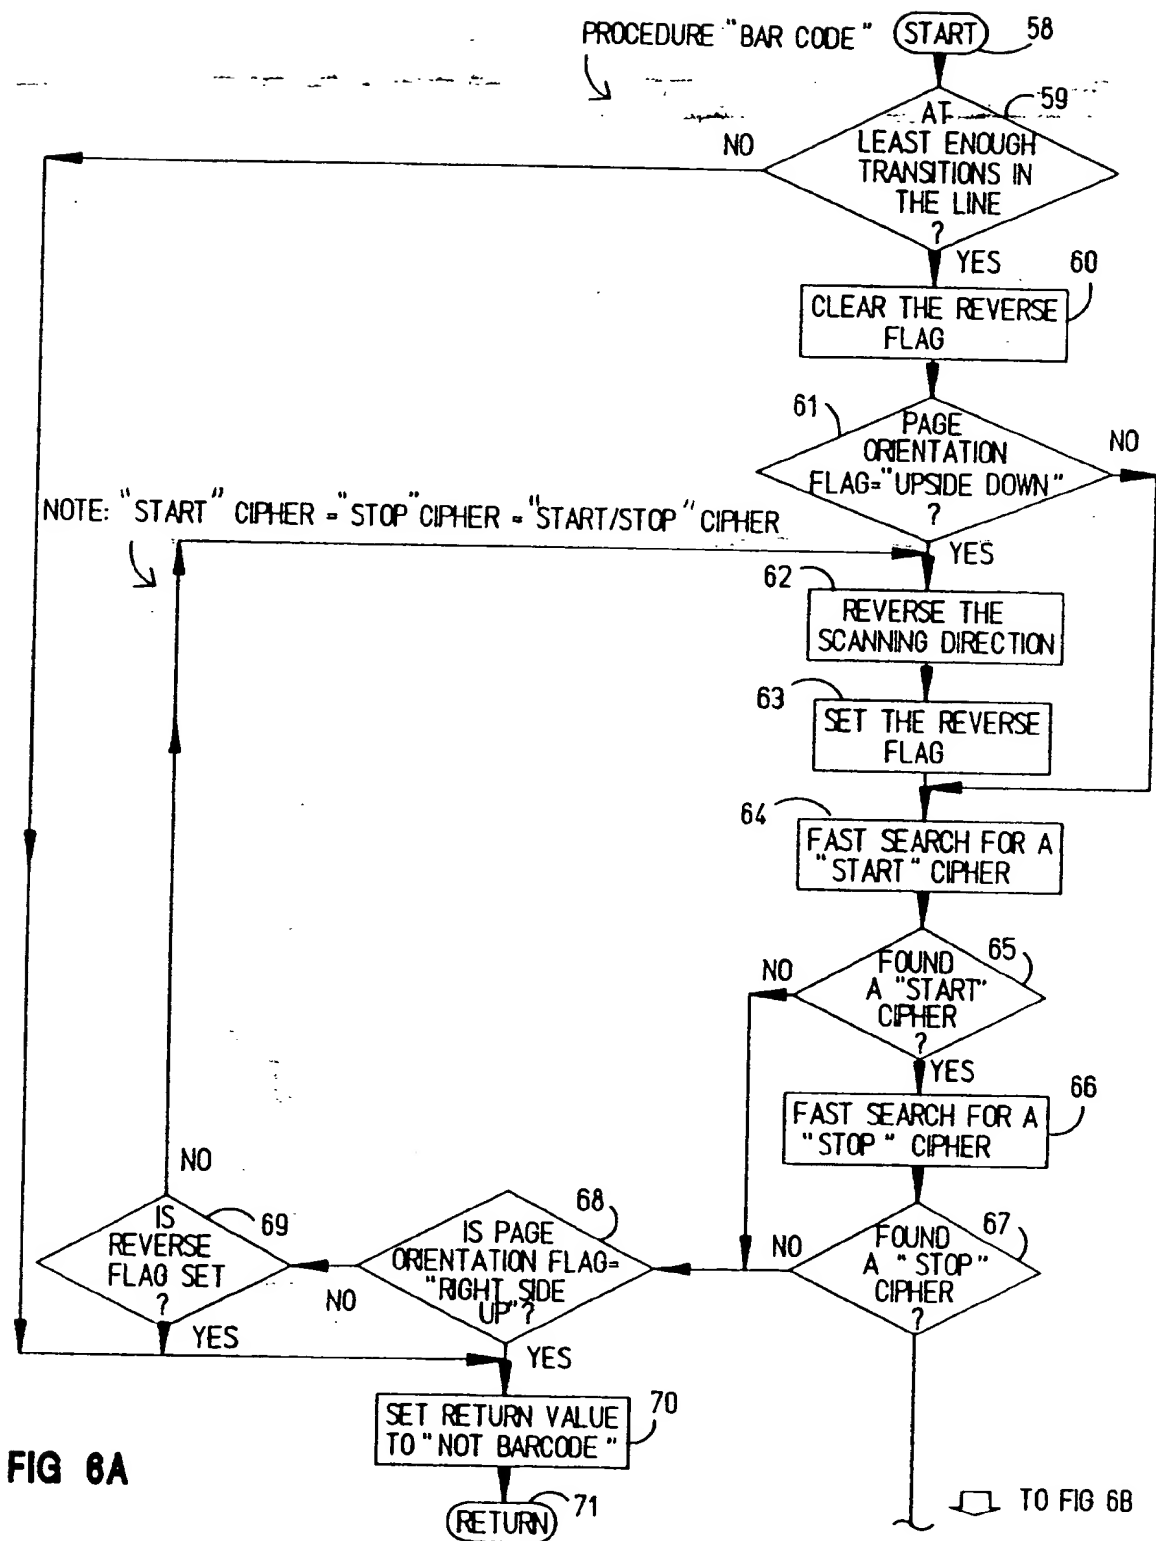 PROCEDURE "BAR CODE"
START
58
AT
LEAST ENOUGH
TRANSITIONS IN
THE LINE
?
59
NO
YES
60
CLEAR THE REVERSE
FLAG
61
PAGE
ORIENTATION
FLAG="UPSIDE DOWN"
?
NO
NOTE: "START" CIPHER = "STOP" CIPHER = "START/STOP" CIPHER
YES
62
REVERSE THE
SCANNING DIRECTION
63
SET THE REVERSE
FLAG
64
FAST SEARCH FOR A
"START" CIPHER
65
FOUND
A "START"
CIPHER
?
NO
YES
66
FAST SEARCH FOR A
"STOP" CIPHER
67
FOUND
A "STOP"
CIPHER
?
NO
68
IS PAGE
ORIENTATION FLAG=
"RIGHT SIDE
UP"?
NO
YES
69
IS
REVERSE
FLAG SET
?
NO
YES
SET RETURN VALUE
TO "NOT BARCODE"
70
RETURN
71
FIG 6A
TO FIG 6B